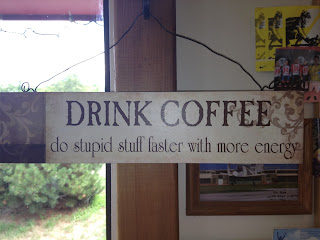 DRINK COFFEE
do stupid stuff faster with more energy